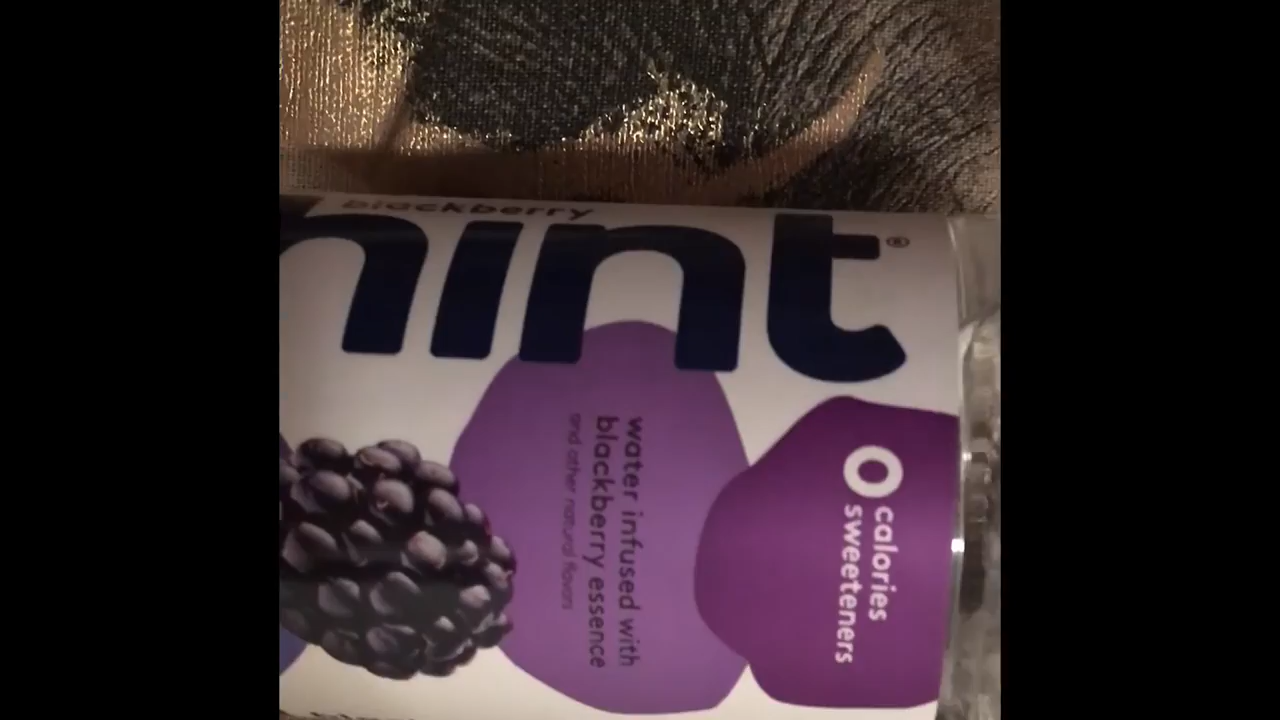 blackberry
hint®
water infused with
blackberry essence
and other natural flavors
0 calories
sweeteners